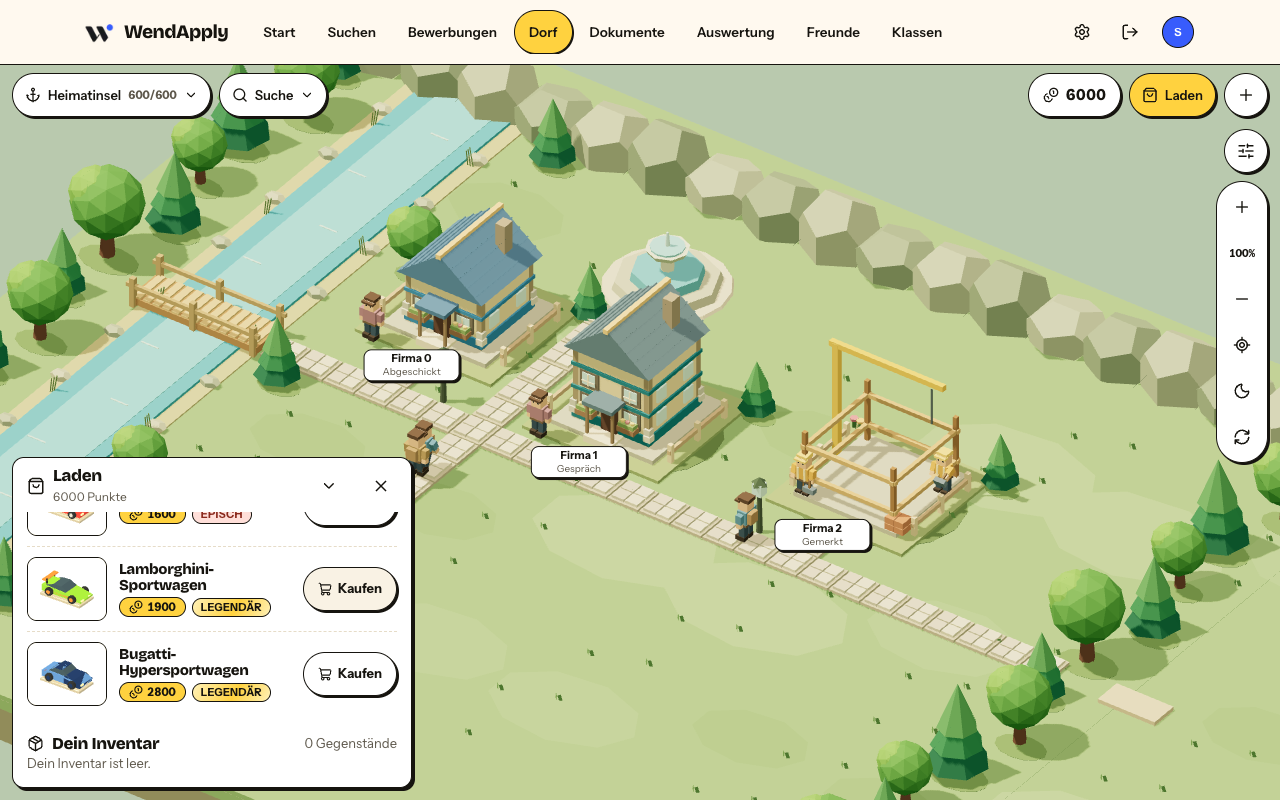 WendApply
Start
Suchen
Bewerbungen
Dorf
Dokumente
Auswertung
Freunde
Klassen
S
Heimatinsel 600/600
Suche
6000
Laden
100%
Firma 0
Abgeschickt
Firma 1
Gespräch
Firma 2
Gemerkt
Laden
6000 Punkte
1600 EPISCH
Lamborghini-
Sportwagen
1900 LEGENDÄR
Kaufen
Bugatti-
Hypersportwagen
2800 LEGENDÄR
Kaufen
Dein Inventar
0 Gegenstände
Dein Inventar ist leer.